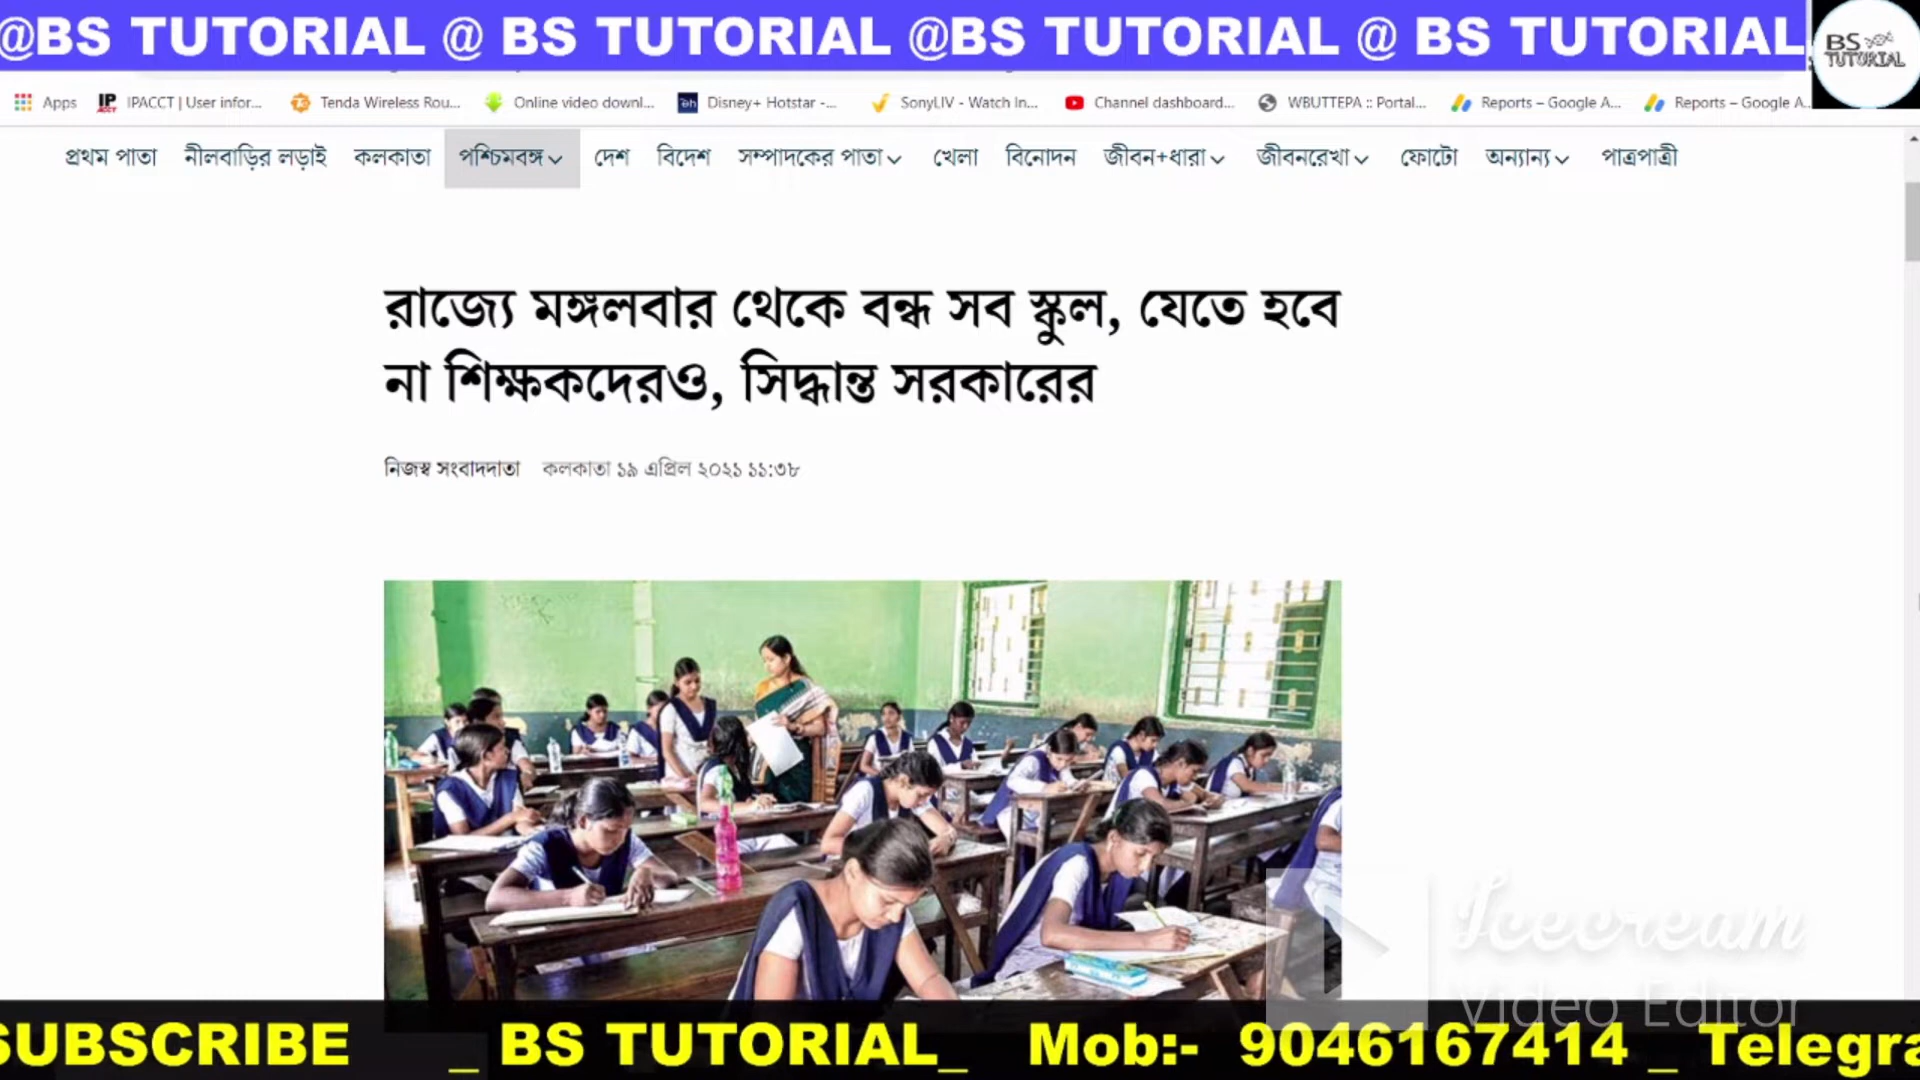 @BS TUTORIAL @ BS TUTORIAL @BS TUTORIAL @ BS TUTORIAL
BS TUTORIAL
Apps IPACCT | User infor... Tenda Wireless Rou... Online video downl... Disney+ Hotstar -... SonyLIV - Watch In... Channel dashboard... WBUTTEPA :: Portal... Reports – Google A... Reports – Google A...
প্রথম পাতা নীলবাড়ির লড়াই কলকাতা পশ্চিমবঙ্গ দেশ বিদেশ সম্পাদকের পাতা খেলা বিনোদন জীবন+ধারা জীবনরেখা ফোটো অন্যান্য পাত্রপাত্রী
রাজ্যে মঙ্গলবার থেকে বন্ধ সব স্কুল, যেতে হবে
না শিক্ষকদেরও, সিদ্ধান্ত সরকারের
নিজস্ব সংবাদদাতা কলকাতা ১৯ এপ্রিল ২০২১ ১১:৩৮
Icecream
Video Editor
SUBSCRIBE _ BS TUTORIAL_ Mob:- 9046167414 _ Telegra